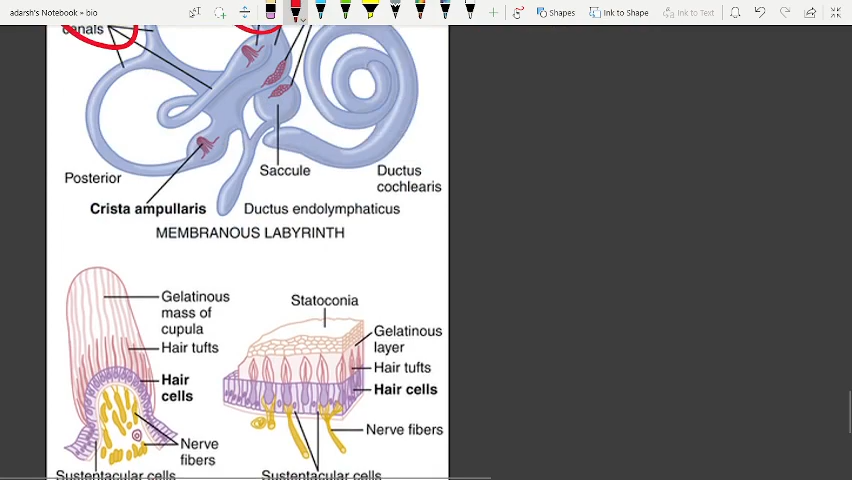 adarsh's Notebook » bio
Shapes
Ink to Shape
Ink to Text
canals
Posterior
Saccule
Ductus
cochlearis
Crista ampullaris
Ductus endolymphaticus
MEMBRANOUS LABYRINTH
Gelatinous
mass of
cupula
Hair tufts
Hair
cells
Nerve
fibers
Sustentacular cells
Statoconia
Gelatinous
layer
Hair tufts
Hair cells
Nerve fibers
Sustentacular cells